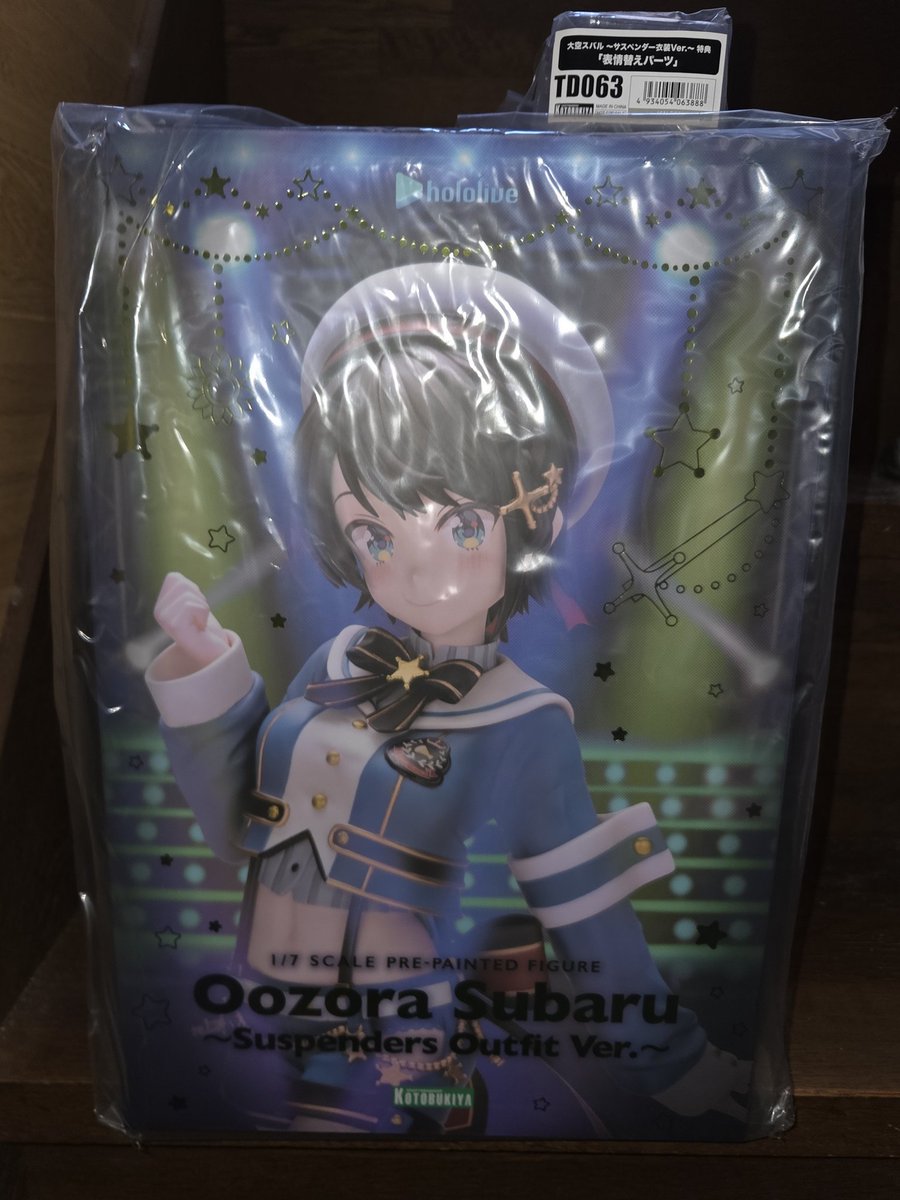 大空スバル ～サスペンダー衣装Ver.～ 特典
「表情替えパーツ」
TD063
KOTOBUKIYA
MADE IN CHINA
4 934054 063888
hololive
1/7 SCALE PRE-PAINTED FIGURE
Oozora Subaru
～Suspenders Outfit Ver.～
KOTOBUKIYA